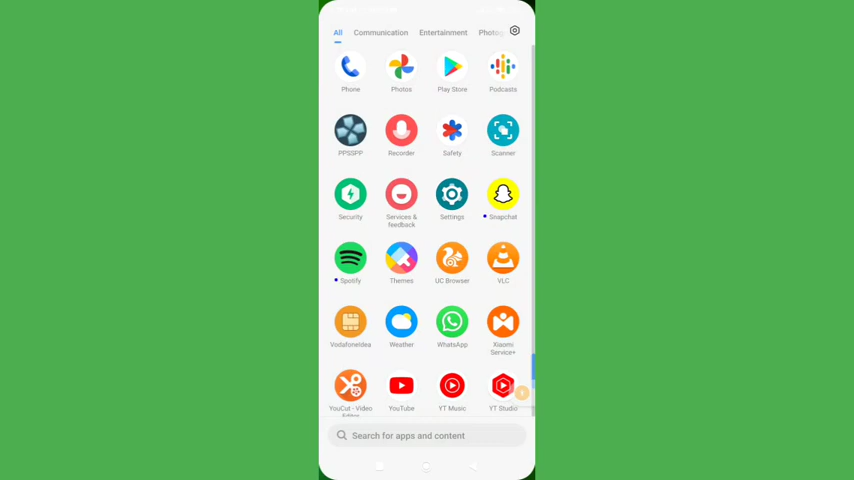 All Communication Entertainment Photog
Phone Photos Play Store Podcasts
PPSSPP Recorder Safety Scanner
Security Services & feedback Settings Snapchat
Spotify Themes UC Browser VLC
VodafoneIdea Weather WhatsApp Xiaomi Service+
YouCut - Video Editor YouTube YT Music YT Studio
Search for apps and content